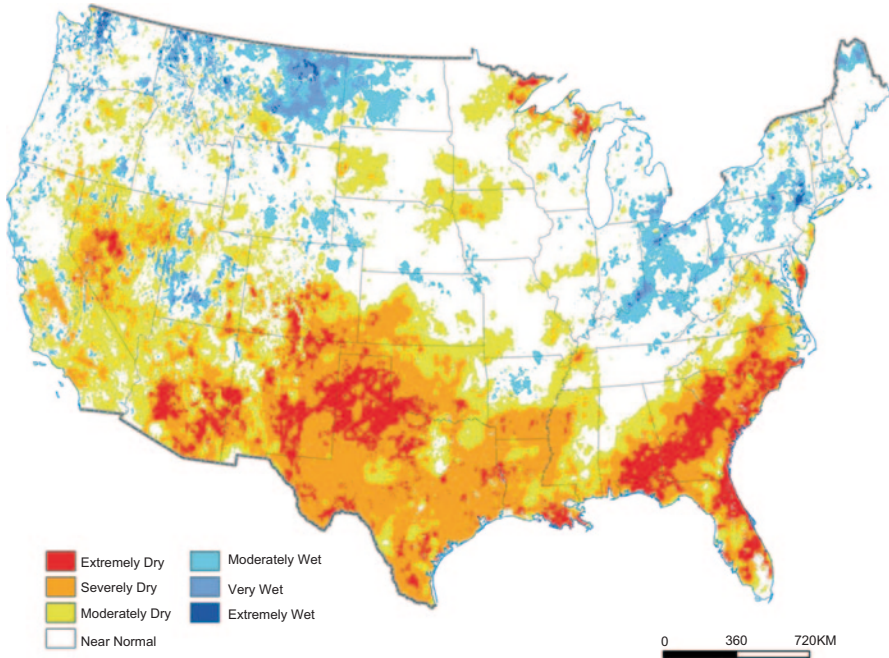 Extremely Dry
Severely Dry
Moderately Dry
Near Normal
Moderately Wet
Very Wet
Extremely Wet
0 360 720KM